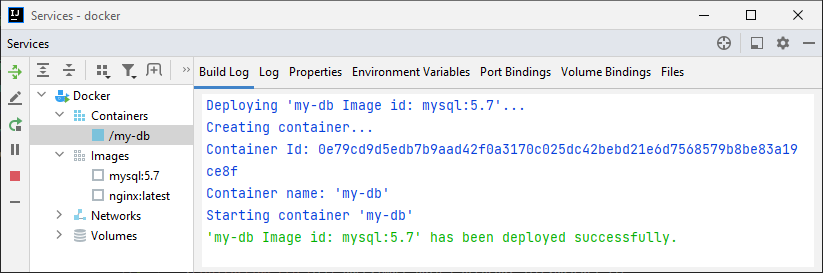 Services - docker
Services
Build Log Log Properties Environment Variables Port Bindings Volume Bindings Files
Docker
Containers
/my-db
Images
mysql:5.7
nginx:latest
Networks
Volumes
Deploying 'my-db Image id: mysql:5.7'...
Creating container...
Container Id: 0e79cd9d5edb7b9aad42f0a3170c025dc42bebd21e6d7568579b8be83a19
ce8f
Container name: 'my-db'
Starting container 'my-db'
'my-db Image id: mysql:5.7' has been deployed successfully.